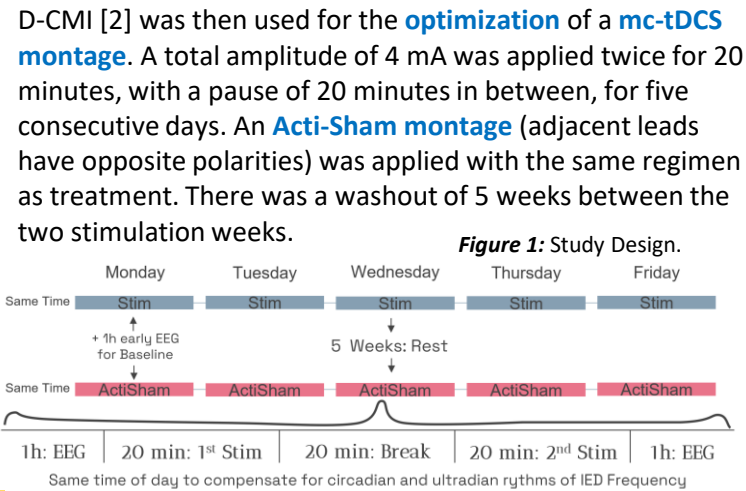 D-CMI [2] was then used for the optimization of a mc-tDCS
montage. A total amplitude of 4 mA was applied twice for 20
minutes, with a pause of 20 minutes in between, for five
consecutive days. An Acti-Sham montage (adjacent leads
have opposite polarities) was applied with the same regimen
as treatment. There was a washout of 5 weeks between the
two stimulation weeks.
Figure 1: Study Design.
Monday Tuesday Wednesday Thursday Friday
Same Time Stim Stim Stim Stim Stim
+ 1h early EEG
for Baseline
5 Weeks: Rest
Same Time ActiSham ActiSham ActiSham ActiSham ActiSham
1h: EEG 20 min: 1st Stim 20 min: Break 20 min: 2nd Stim 1h: EEG
Same time of day to compensate for circadian and ultradian rythms of IED Frequency